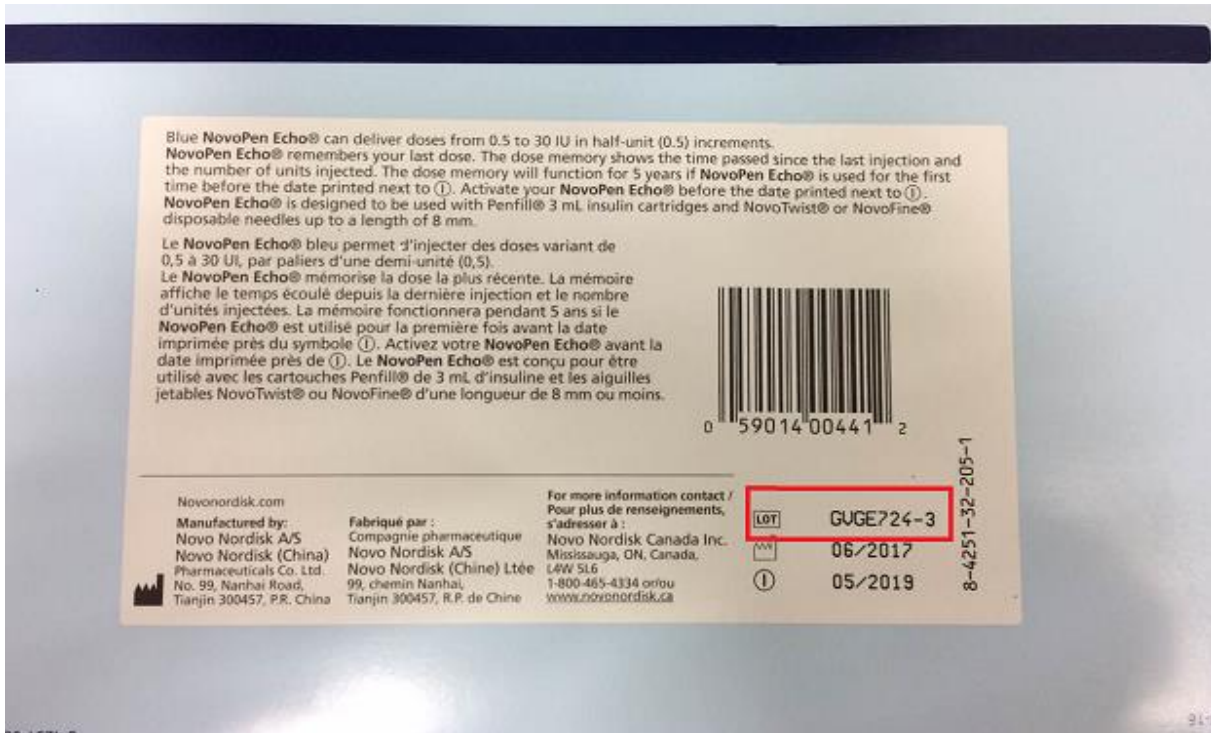 Blue NovoPen Echo® can deliver doses from 0.5 to 30 IU in half-unit (0.5) increments.
NovoPen Echo® remembers your last dose. The dose memory shows the time passed since the last injection and
the number of units injected. The dose memory will function for 5 years if NovoPen Echo® is used for the first
time before the date printed next to Ⓘ. Activate your NovoPen Echo® before the date printed next to Ⓘ.
NovoPen Echo® is designed to be used with Penfill® 3 mL insulin cartridges and NovoTwist® or NovoFine®
disposable needles up to a length of 8 mm.
Le NovoPen Echo® bleu permet d'injecter des doses variant de
0,5 à 30 UI, par paliers d'une demi-unité (0,5).
Le NovoPen Echo® mémorise la dose la plus récente. La mémoire
affiche le temps écoulé depuis la dernière injection et le nombre
d'unités injectées. La mémoire fonctionnera pendant 5 ans si le
NovoPen Echo® est utilisé pour la première fois avant la date
imprimée près du symbole Ⓘ. Activez votre NovoPen Echo® avant la
date imprimée près de Ⓘ. Le NovoPen Echo® est conçu pour être
utilisé avec les cartouches Penfill® de 3 mL d'insuline et les aiguilles
jetables NovoTwist® ou NovoFine® d'une longueur de 8 mm ou moins.
0 59014 00441 2
8-4251-32-205-1
Novonordisk.com
Manufactured by:
Novo Nordisk A/S
Novo Nordisk (China)
Pharmaceuticals Co. Ltd.
No. 99, Nanhai Road,
Tianjin 300457, P.R. China
Fabriqué par :
Compagnie pharmaceutique
Novo Nordisk A/S
Novo Nordisk (Chine) Ltée
99, chemin Nanhai,
Tianjin 300457, R.P. de Chine
For more information contact /
Pour plus de renseignements,
s'adresser à :
Novo Nordisk Canada Inc.
Mississauga, ON, Canada,
L4W 5L6
1-800-465-4334 or/ou
www.novonordisk.ca
LOT GVGE724-3
06/2017
Ⓘ 05/2019